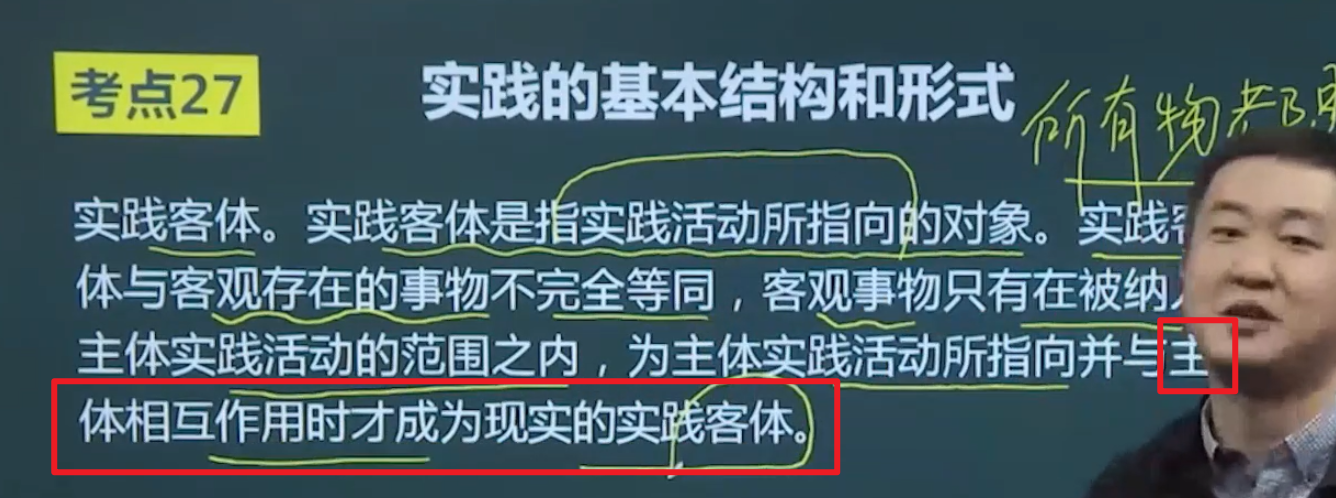 考点27
实践的基本结构和形式
所有物都
实践客体。实践客体是指实践活动所指向的对象。实践客
体与客观存在的事物不完全等同，客观事物只有在被纳入
主体实践活动的范围之内，为主体实践活动所指向并与主
体相互作用时才成为现实的实践客体。